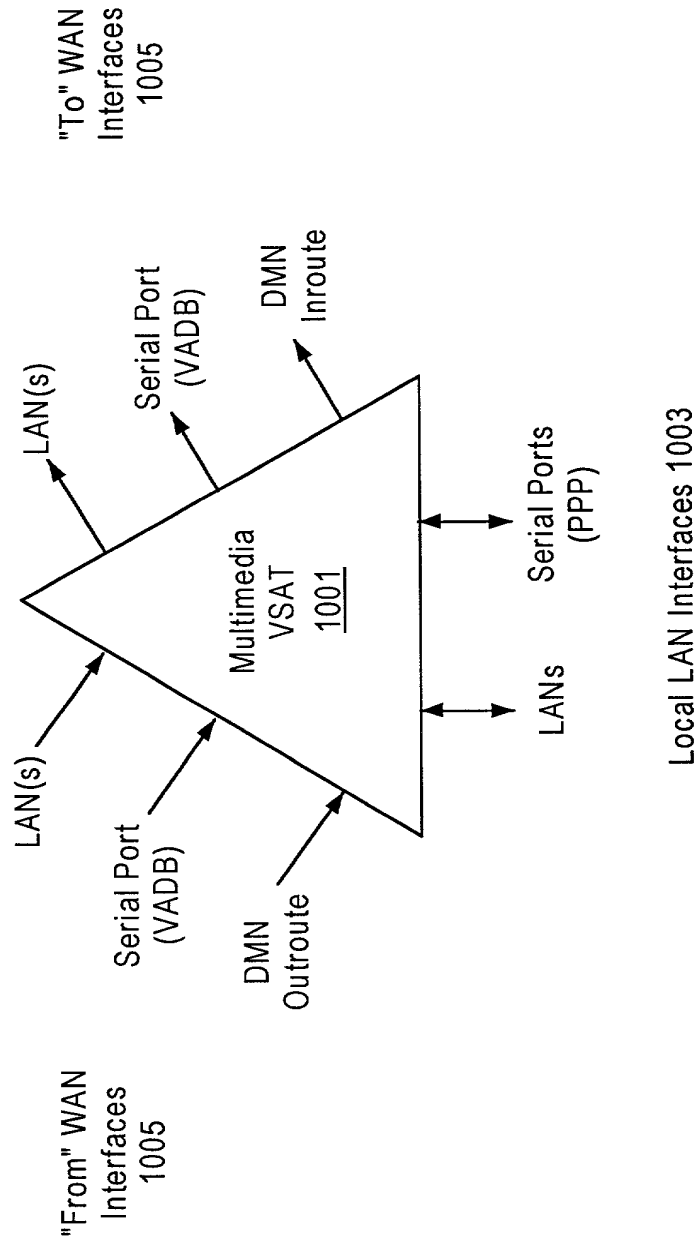 "From" WAN
Interfaces
1005
"To" WAN
Interfaces
1005
LAN(s)
LAN(s)
Serial Port
(VADB)
Serial Port
(VADB)
DMN
Outroute
DMN
Inroute
Multimedia
VSAT
1001
LANs
Serial Ports
(PPP)
Local LAN Interfaces 1003